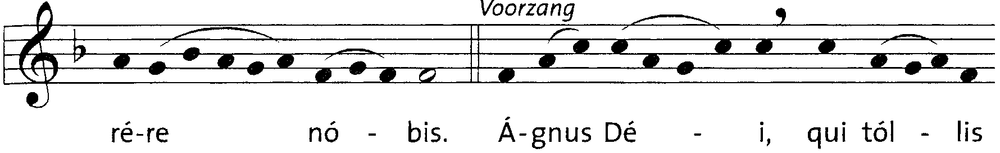 Voorzang
ré-re nó - bis. Á-gnus Dé - i, qui tól - lis